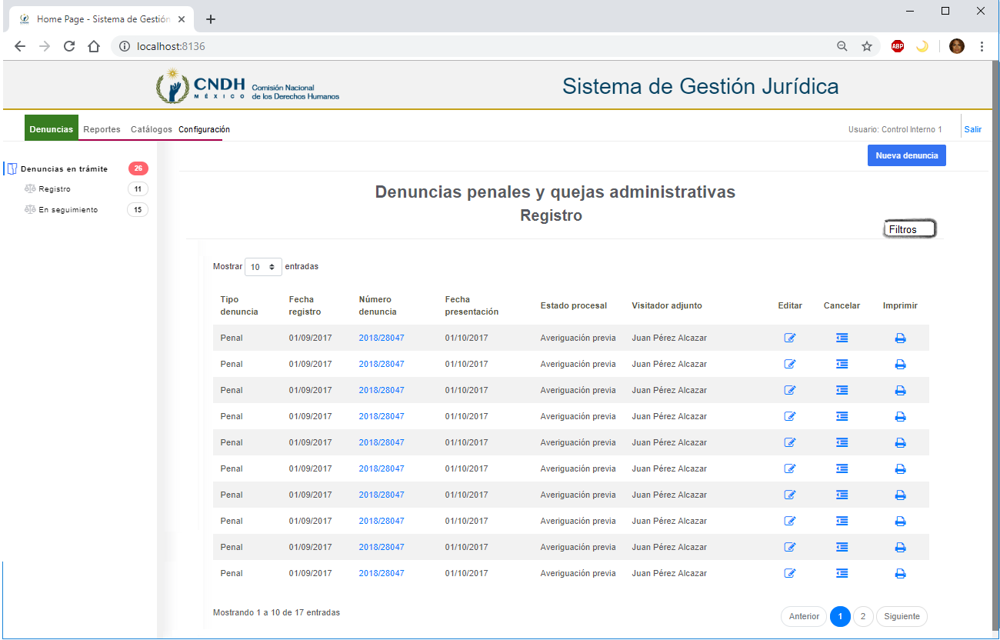 Home Page - Sistema de Gestión
localhost:8136
ABP
CNDH
MÉXICO
Comisión Nacional
de los Derechos Humanos
Sistema de Gestión Jurídica
Denuncias Reportes Catálogos Configuración
Usuario: Control Interno 1 Salir
Nueva denuncia
Denuncias en trámite 26
Registro 11
En seguimiento 15
Denuncias penales y quejas administrativas
Registro
Filtros
Mostrar 10 entradas
Tipo denuncia Fecha registro Número denuncia Fecha presentación Estado procesal Visitador adjunto Editar Cancelar Imprimir
Penal 01/09/2017 2018/28047 01/10/2017 Averiguación previa Juan Pérez Alcazar
Penal 01/09/2017 2018/28047 01/10/2017 Averiguación previa Juan Pérez Alcazar
Penal 01/09/2017 2018/28047 01/10/2017 Averiguación previa Juan Pérez Alcazar
Penal 01/09/2017 2018/28047 01/10/2017 Averiguación previa Juan Pérez Alcazar
Penal 01/09/2017 2018/28047 01/10/2017 Averiguación previa Juan Pérez Alcazar
Penal 01/09/2017 2018/28047 01/10/2017 Averiguación previa Juan Pérez Alcazar
Penal 01/09/2017 2018/28047 01/10/2017 Averiguación previa Juan Pérez Alcazar
Penal 01/09/2017 2018/28047 01/10/2017 Averiguación previa Juan Pérez Alcazar
Penal 01/09/2017 2018/28047 01/10/2017 Averiguación previa Juan Pérez Alcazar
Penal 01/09/2017 2018/28047 01/10/2017 Averiguación previa Juan Pérez Alcazar
Mostrando 1 a 10 de 17 entradas
Anterior 1 2 Siguiente